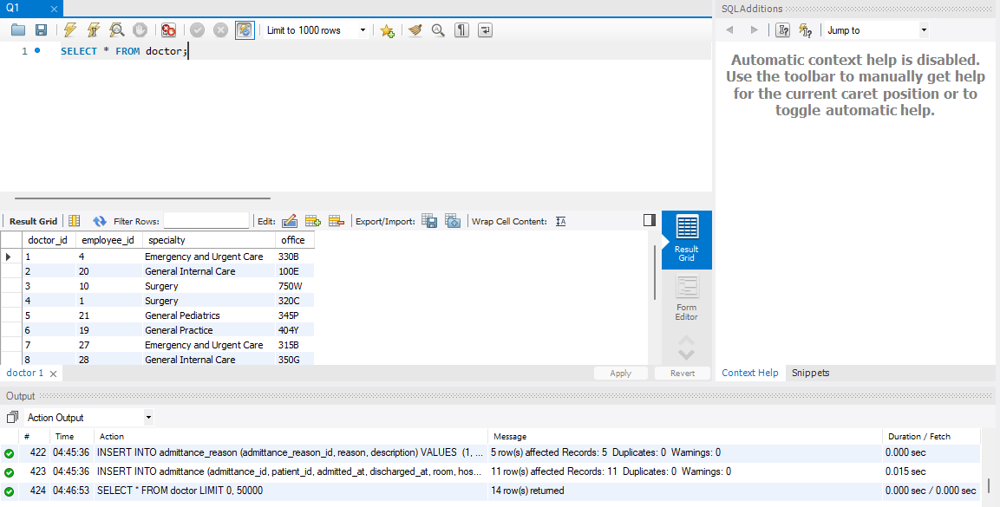 Q1
SQLAdditions
Limit to 1000 rows
Jump to
1 SELECT * FROM doctor;
Automatic context help is disabled.
Use the toolbar to manually get help
for the current caret position or to
toggle automatic help.
Result Grid Filter Rows: Edit: Export/Import: Wrap Cell Content:
doctor_id employee_id specialty office
1 4 Emergency and Urgent Care 330B
2 20 General Internal Care 100E
3 10 Surgery 750W
4 1 Surgery 320C
5 21 General Pediatrics 345P
6 19 General Practice 404Y
7 27 Emergency and Urgent Care 315B
8 28 General Internal Care 350G
Result
Grid
Form
Editor
doctor 1
Apply Revert
Context Help Snippets
Output
Action Output
# Time Action Message Duration / Fetch
422 04:45:36 INSERT INTO admittance_reason (admittance_reason_id, reason, description) VALUES (1, ... 5 row(s) affected Records: 5 Duplicates: 0 Warnings: 0 0.000 sec
423 04:45:36 INSERT INTO admittance (admittance_id, patient_id, admitted_at, discharged_at, room, hos... 11 row(s) affected Records: 11 Duplicates: 0 Warnings: 0 0.015 sec
424 04:46:53 SELECT * FROM doctor LIMIT 0, 50000 14 row(s) returned 0.000 sec / 0.000 sec